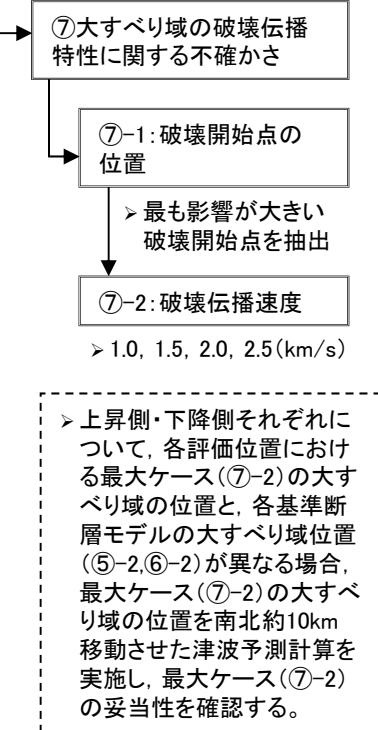 ⑦大すべり域の破壊伝播
特性に関する不確かさ
⑦-1:破壊開始点の
位置
➢ 最も影響が大きい
破壊開始点を抽出
⑦-2:破壊伝播速度
➢ 1.0, 1.5, 2.0, 2.5(km/s)
➢ 上昇側・下降側それぞれに
ついて,各評価位置におけ
る最大ケース(⑦-2)の大す
べり域の位置と,各基準断
層モデルの大すべり域位置
(⑤-2,⑥-2)が異なる場合,
最大ケース(⑦-2)の大すべ
り域の位置を南北約10km
移動させた津波予測計算を
実施し,最大ケース(⑦-2)
の妥当性を確認する。